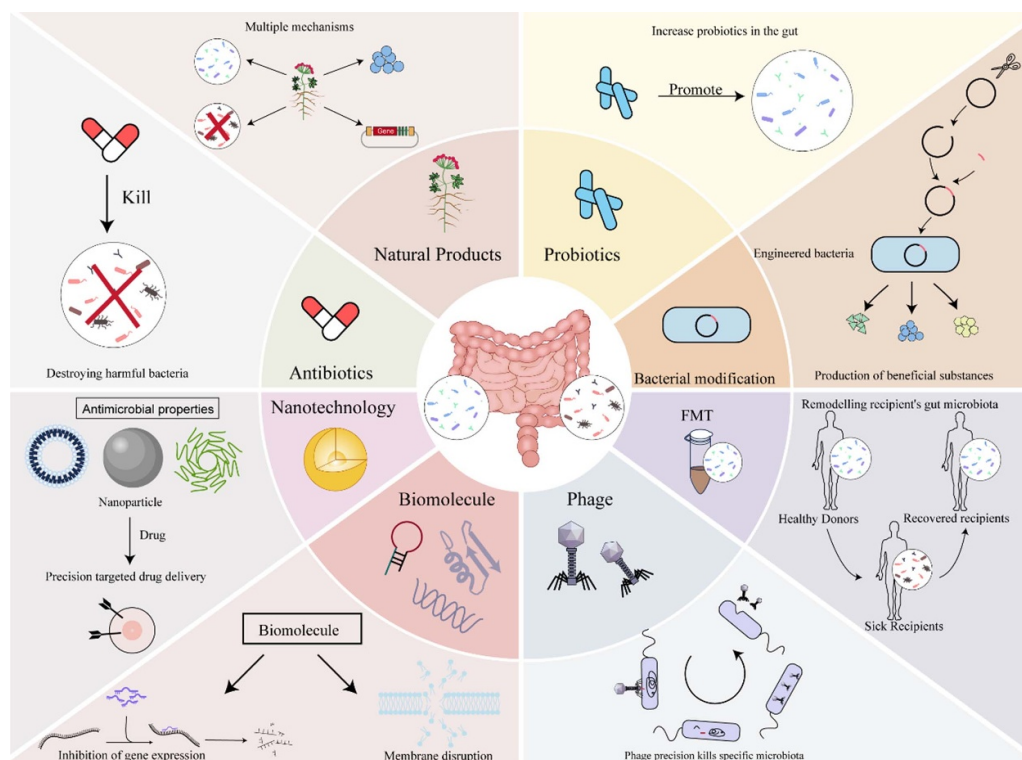 Multiple mechanisms
Gene
Natural Products
Increase probiotics in the gut
Promote
Probiotics
Engineered bacteria
Production of beneficial substances
Bacterial modification
Kill
Destroying harmful bacteria
Antibiotics
Antimicrobial properties
Nanoparticle
Drug
Precision targeted drug delivery
Nanotechnology
Biomolecule
Biomolecule
Inhibition of gene expression
Membrane disruption
Phage
Phage precision kills specific microbiota
FMT
Remodelling recipient's gut microbiota
Healthy Donors
Recovered recipients
Sick Recipients